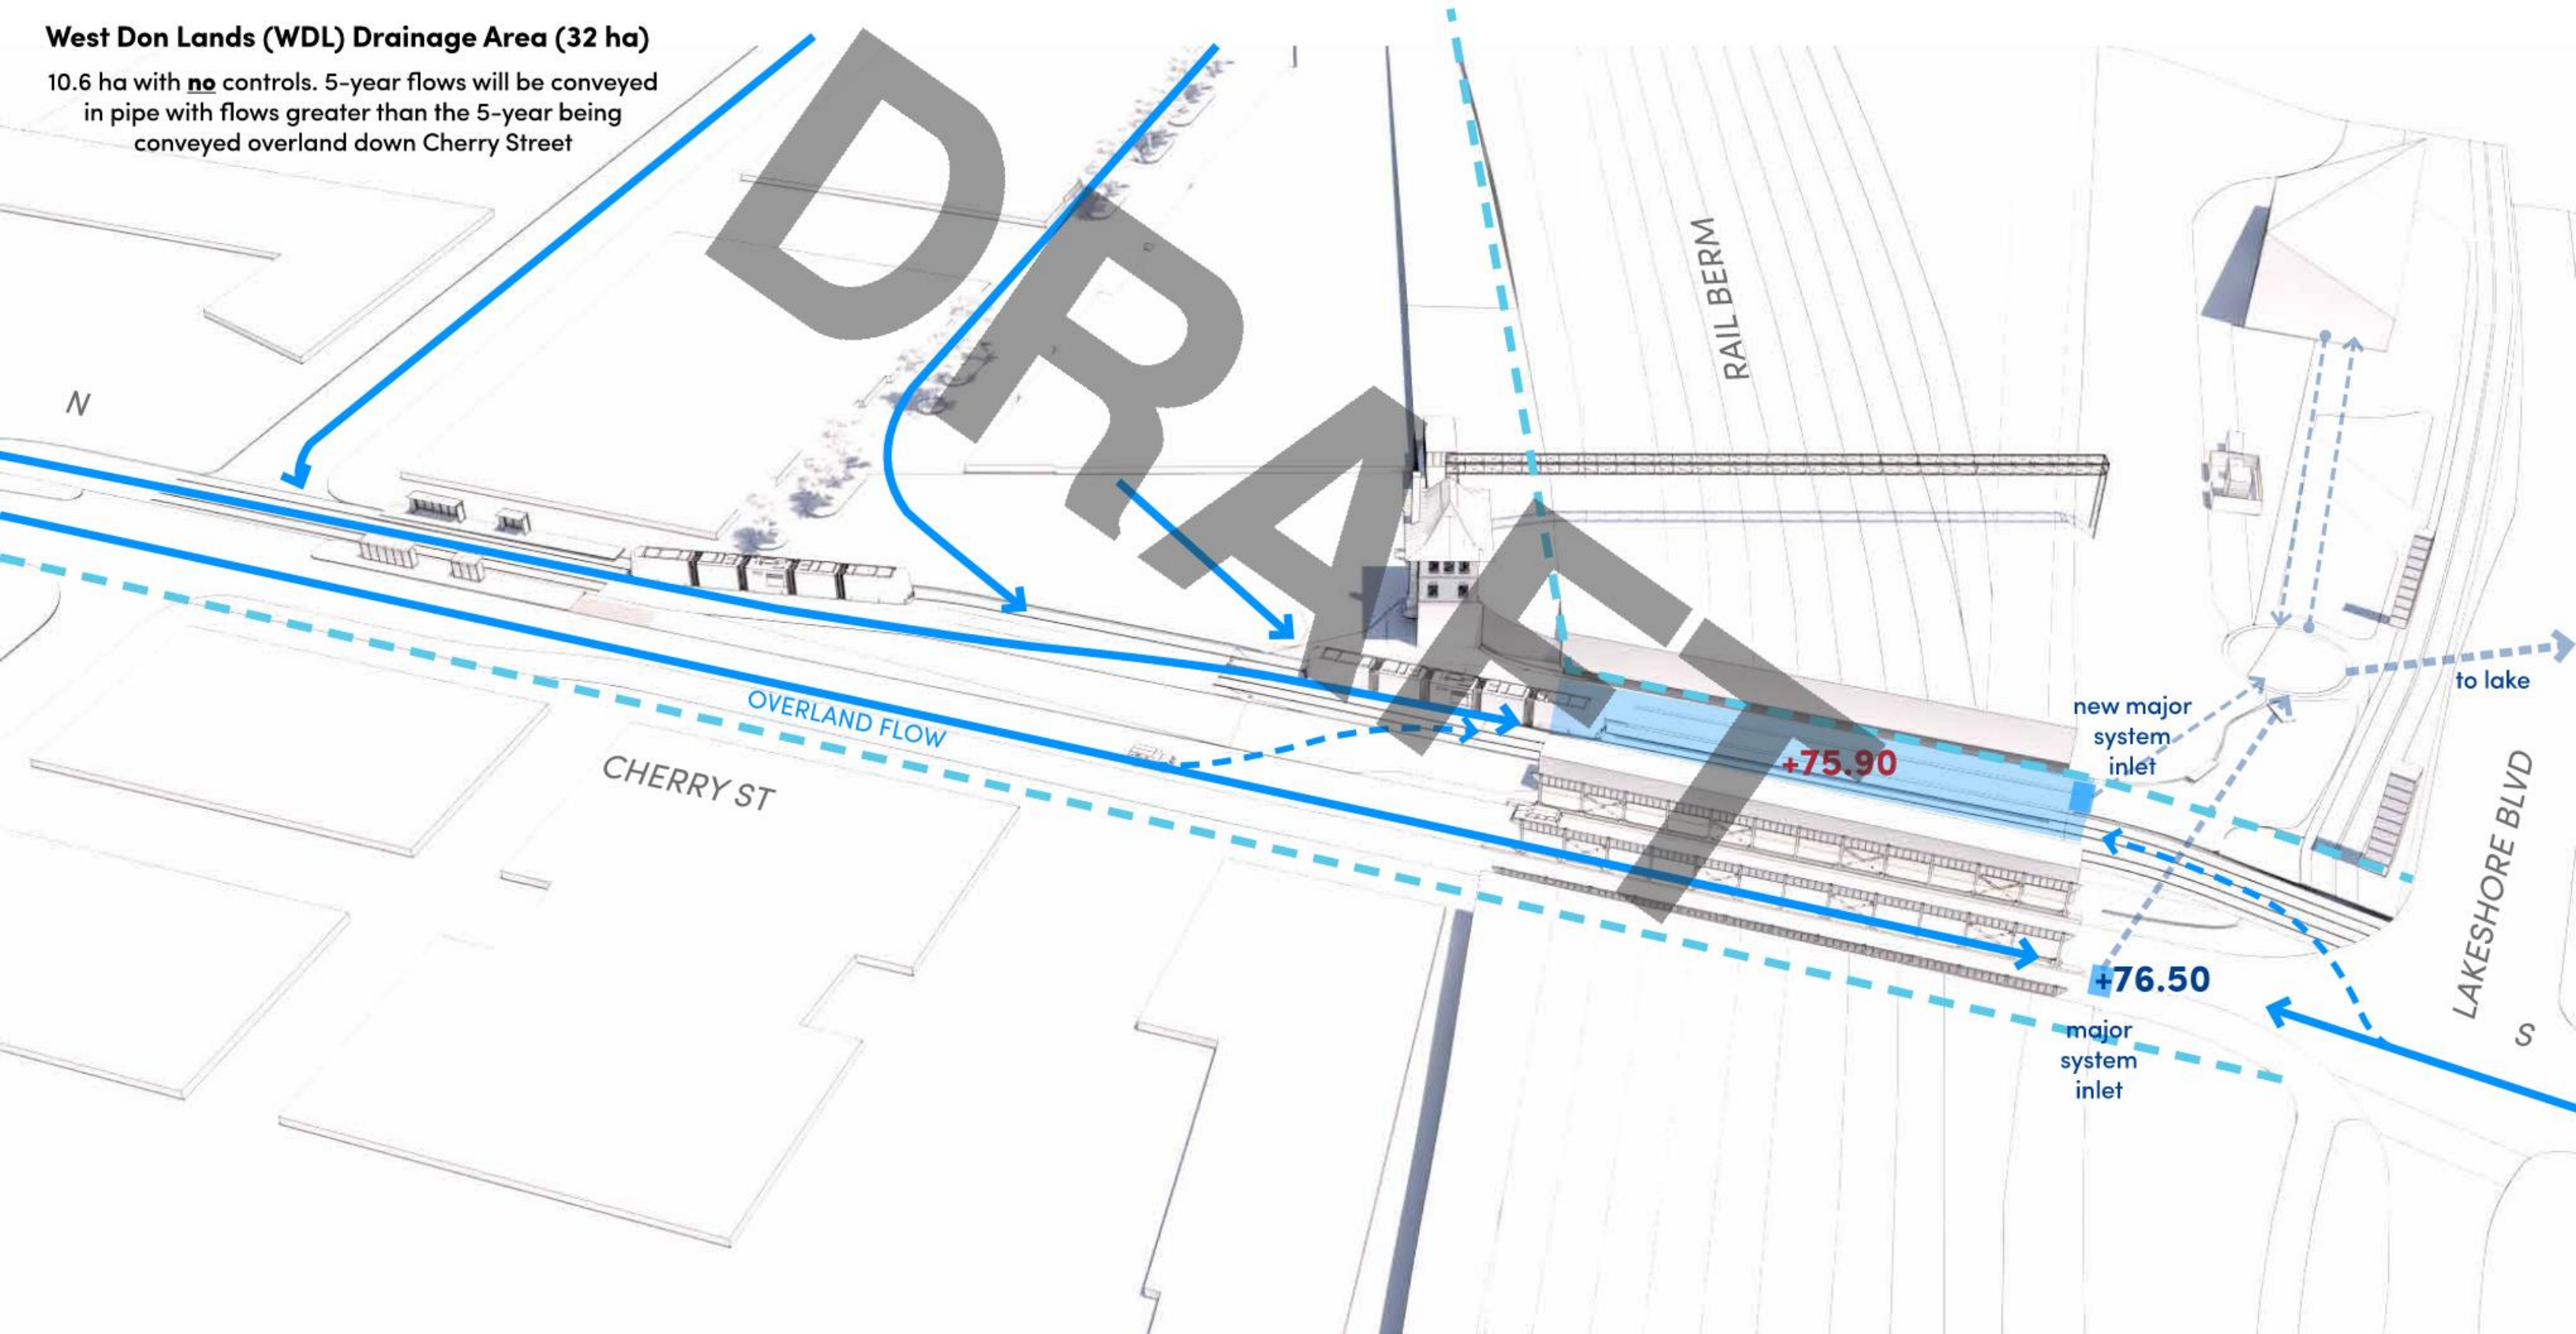 West Don Lands (WDL) Drainage Area (32 ha)
10.6 ha with no controls. 5-year flows will be conveyed
in pipe with flows greater than the 5-year being
conveyed overland down Cherry Street
DRAFT
RAIL BERM
N
to lake
new major
system
inlet
OVERLAND FLOW
+75.90
CHERRY ST
LAKESHORE BLVD
+76.50
major
system
inlet
S